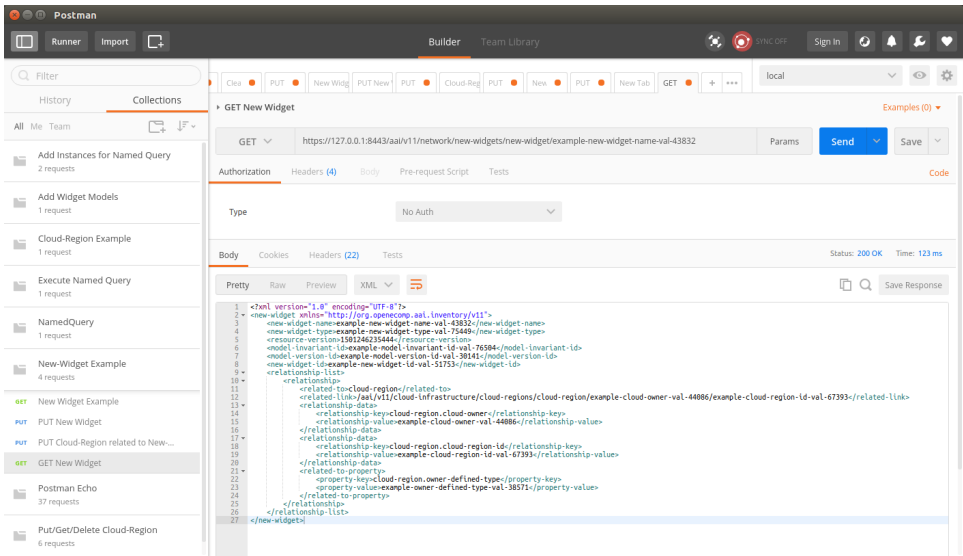 Postman
Runner Import Builder Team Library SYNC OFF Sign In
Filter
History Collections
All Me Team
Add Instances for Named Query
2 requests
Add Widget Models
1 request
Cloud-Region Example
1 request
Execute Named Query
1 request
NamedQuery
1 request
New-Widget Example
4 requests
GET New Widget Example
PUT PUT New Widget
PUT PUT Cloud-Region related to New-...
GET GET New Widget
Postman Echo
37 requests
Put/Get/Delete Cloud-Region
6 requests
Clea PUT New Widg PUT New PUT Cloud-Reg New PUT New Tab GET + ••• local
GET New Widget Examples (0)
GET https://127.0.0.1:8443/aai/v11/network/new-widgets/new-widget/example-new-widget-name-val-43832 Params Send Save
Authorization Headers (4) Body Pre-request Script Tests Code
Type No Auth
Body Cookies Headers (22) Tests Status: 200 OK Time: 123 ms
Pretty Raw Preview XML Save Response
1 <?xml version="1.0" encoding="UTF-8"?>
2 <new-widget xmlns="http://org.openecomp.aai.inventory/v11">
3 <new-widget-name>example-new-widget-name-val-43832</new-widget-name>
4 <new-widget-type>example-new-widget-type-val-75449</new-widget-type>
5 <resource-version>1501246235444</resource-version>
6 <model-invariant-id>example-model-invariant-id-val-76504</model-invariant-id>
7 <model-version-id>example-model-version-id-val-30141</model-version-id>
8 <new-widget-id>example-new-widget-id-val-51753</new-widget-id>
9 <relationship-list>
10 <relationship>
11 <related-to>cloud-region</related-to>
12 <related-link>/aai/v11/cloud-infrastructure/cloud-regions/cloud-region/example-cloud-owner-val-44086/example-cloud-region-id-val-67393</related-link>
13 <relationship-data>
14 <relationship-key>cloud-region.cloud-owner</relationship-key>
15 <relationship-value>example-cloud-owner-val-44086</relationship-value>
16 </relationship-data>
17 <relationship-data>
18 <relationship-key>cloud-region.cloud-region-id</relationship-key>
19 <relationship-value>example-cloud-region-id-val-67393</relationship-value>
20 </relationship-data>
21 <related-to-property>
22 <property-key>cloud-region.owner-defined-type</property-key>
23 <property-value>example-owner-defined-type-val-38571</property-value>
24 </related-to-property>
25 </relationship>
26 </relationship-list>
27 </new-widget>